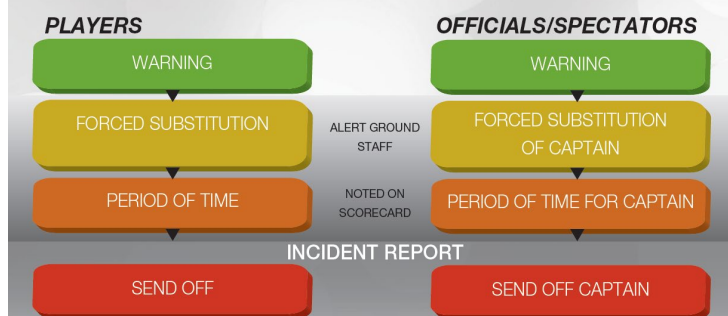 PLAYERS
OFFICIALS/SPECTATORS
WARNING
WARNING
FORCED SUBSTITUTION
ALERT GROUND
STAFF
FORCED SUBSTITUTION
OF CAPTAIN
PERIOD OF TIME
NOTED ON
SCORECARD
PERIOD OF TIME FOR CAPTAIN
INCIDENT REPORT
SEND OFF
SEND OFF CAPTAIN